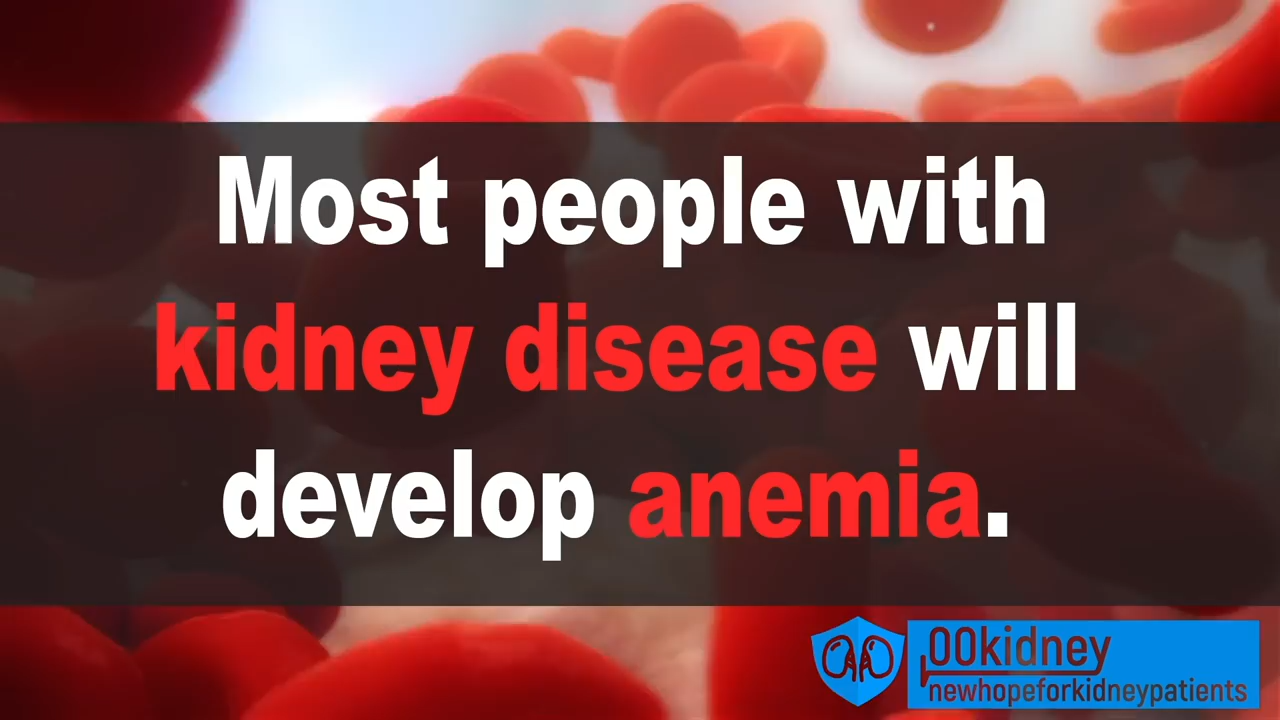 Most people with
kidney disease will
develop anemia.
00kidney
newhopeforkidneypatients